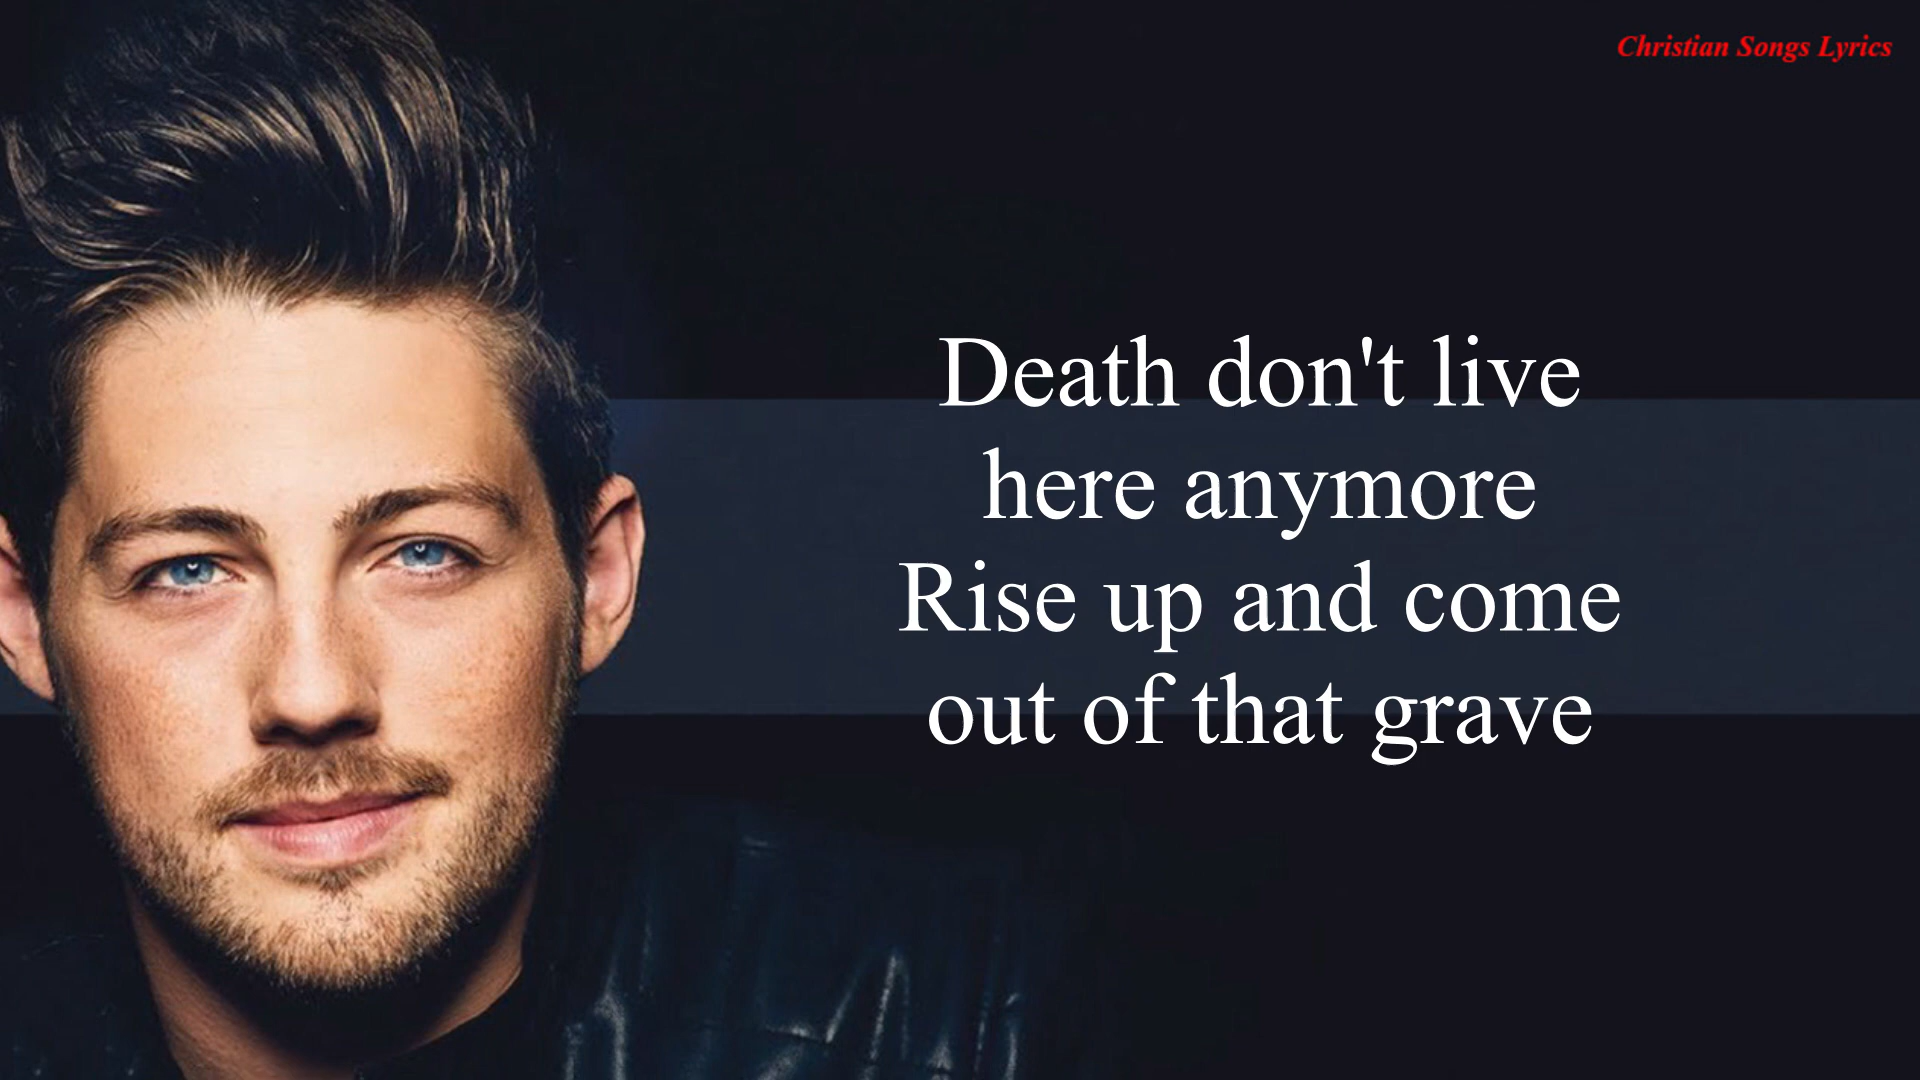 Christian Songs Lyrics
Death don't live
here anymore
Rise up and come
out of that grave